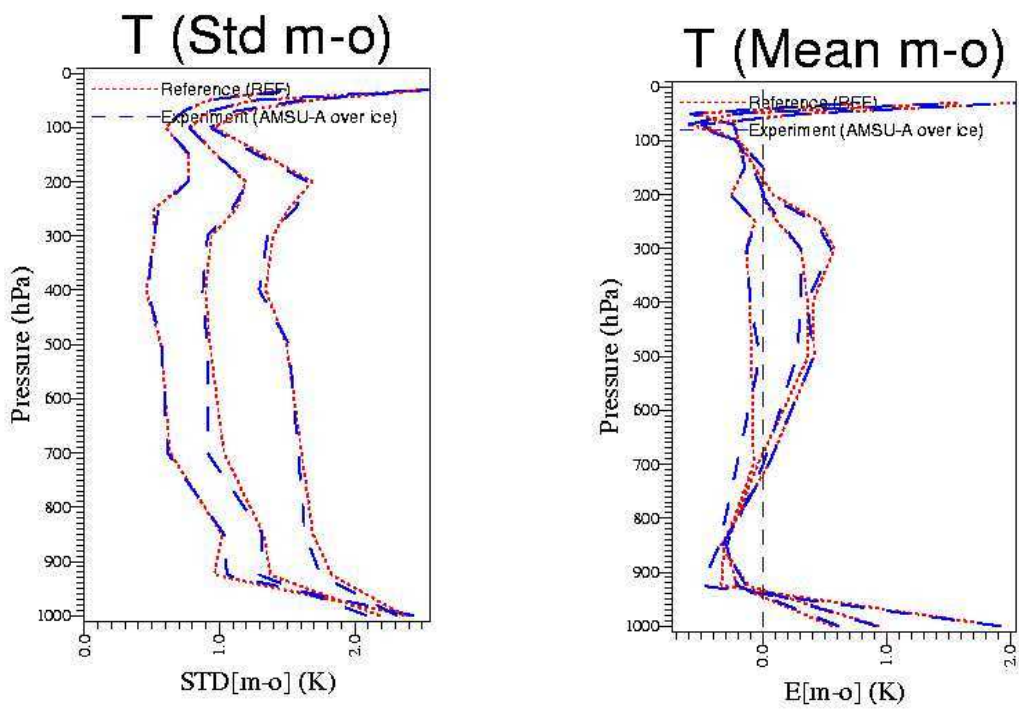 T (Std m-o)
Reference (REF)
Experiment (AMSU-A over ice)
0
100
200
300
400
500
600
700
800
900
1000
Pressure (hPa)
0.0
1.0
2.0
STD[m-o] (K)
T (Mean m-o)
Reference (REF)
Experiment (AMSU-A over ice)
0
100
200
300
400
500
600
700
800
900
1000
Pressure (hPa)
0.0
1.0
2.0
E[m-o] (K)